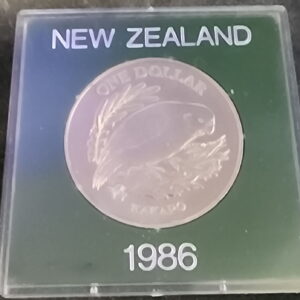 NEW ZEALAND
ONE DOLLAR
KAKAPO
1986